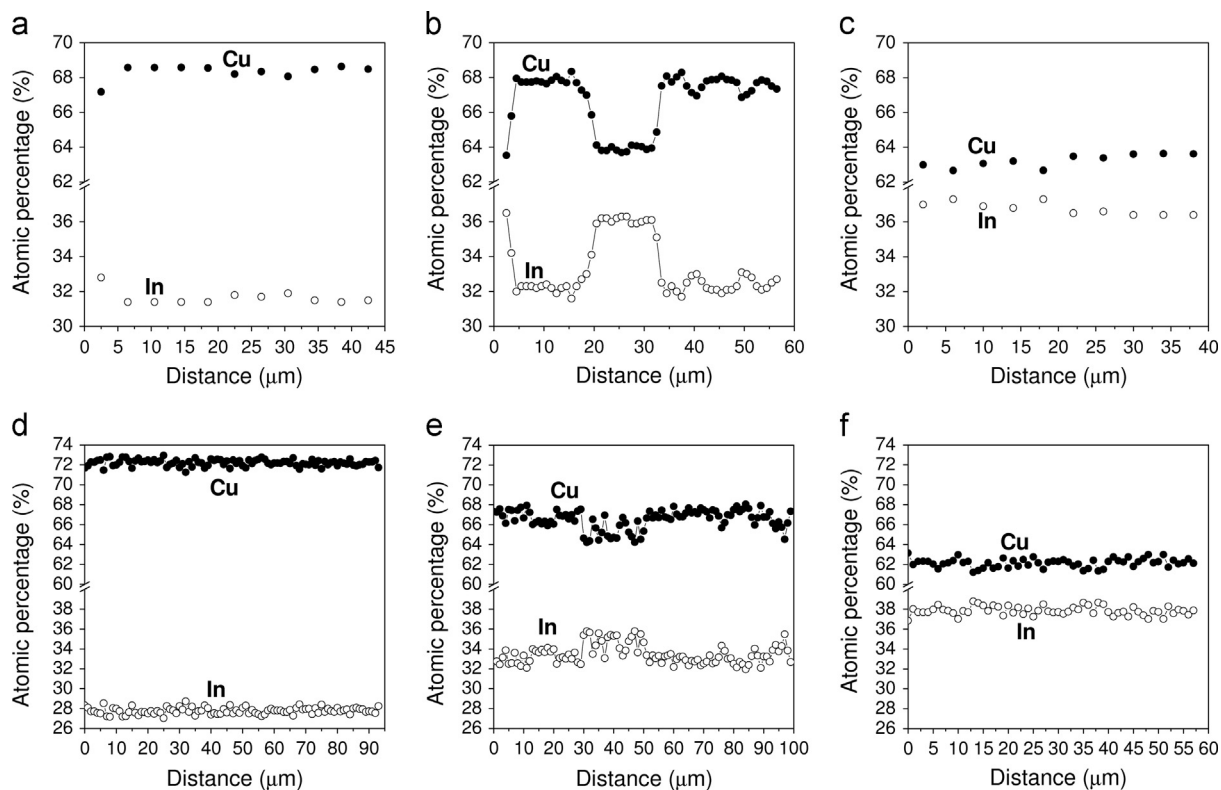 a
Atomic percentage (%)
70
68
66
64
62
36
34
32
30
Cu
In
0 5 10 15 20 25 30 35 40 45
Distance (μm)
b
Atomic percentage (%)
70
68
66
64
62
36
34
32
30
Cu
In
0 10 20 30 40 50 60
Distance (μm)
c
Atomic percentage (%)
70
68
66
64
62
36
34
32
30
Cu
In
0 5 10 15 20 25 30 35 40
Distance (μm)
d
Atomic percentage (%)
74
72
70
68
66
64
62
60
38
36
34
32
30
28
26
Cu
In
0 10 20 30 40 50 60 70 80 90
Distance (μm)
e
Atomic percentage (%)
74
72
70
68
66
64
62
60
38
36
34
32
30
28
26
Cu
In
0 10 20 30 40 50 60 70 80 90 100
Distance (μm)
f
Atomic percentage (%)
74
72
70
68
66
64
62
60
38
36
34
32
30
28
26
Cu
In
0 5 10 15 20 25 30 35 40 45 50 55 60
Distance (μm)